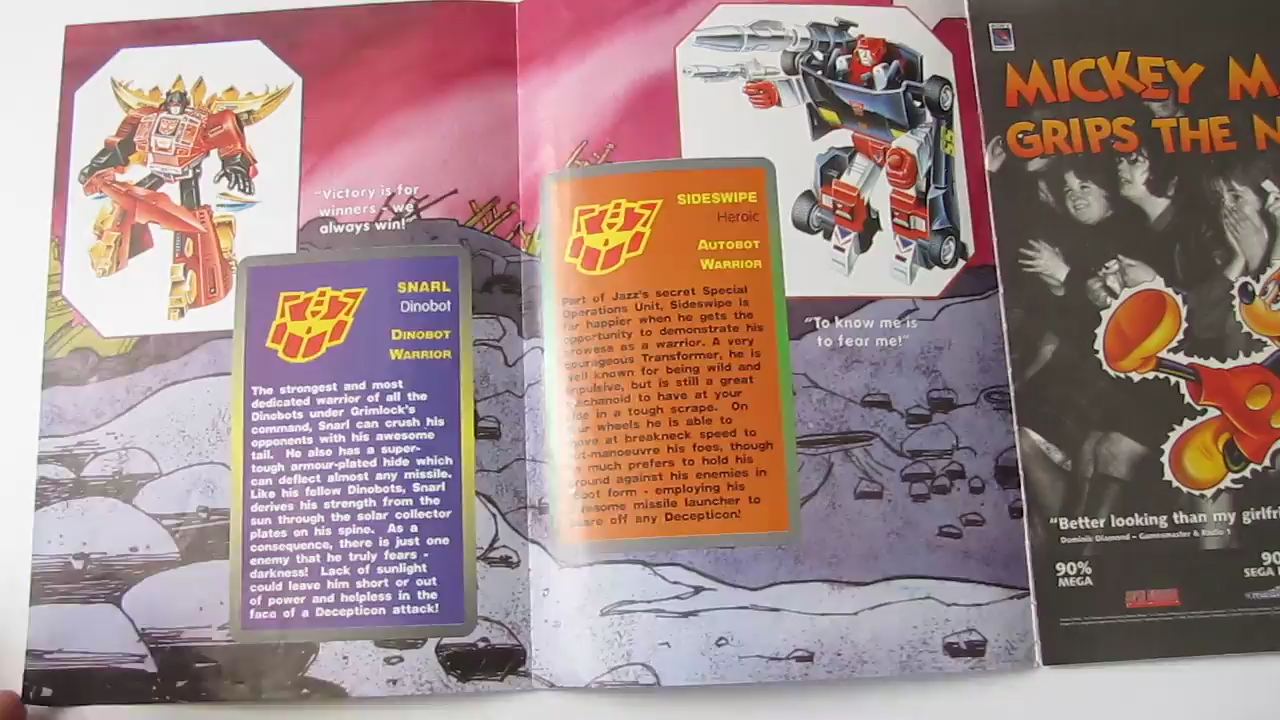 "Victory is for
winners - we
always win!"
SNARL
Dinobot
DINOBOT
WARRIOR
The strongest and most
dedicated warrior of all the
Dinobots under Grimlock's
command, Snarl can crush his
opponents with his awesome
tail. He also has a super-
tough armour-plated hide which
can deflect almost any missile.
Like his fellow Dinobots, Snarl
derives his strength from the
sun through the solar collector
plates on his spine. As a
consequence, there is just one
enemy that he truly fears -
darkness! Lack of sunlight
could leave him short or out
of power and helpless in the
face of a Decepticon attack!
SIDESWIPE
Heroic
AUTOBOT
WARRIOR
Part of Jazz's secret Special
Operations Unit, Sideswipe is
far happier when he gets the
opportunity to demonstrate his
prowess as a warrior. A very
courageous Transformer, he is
well known for being wild and
impulsive, but is still a great
mechanoid to have at your
side in a tough scrape. On
four wheels he is able to
move at breakneck speed to
out-manoeuvre his foes, though
he much prefers to hold his
ground against his enemies in
robot form - employing his
awesome missile launcher to
scare off any Decepticon!
"To know me is
to fear me!"
MICKEY M
GRIPS THE N
"Better looking than my girlfr
Dominik Diamond - Gamesmaster & Radio 1
90%
MEGA
90
SEGA